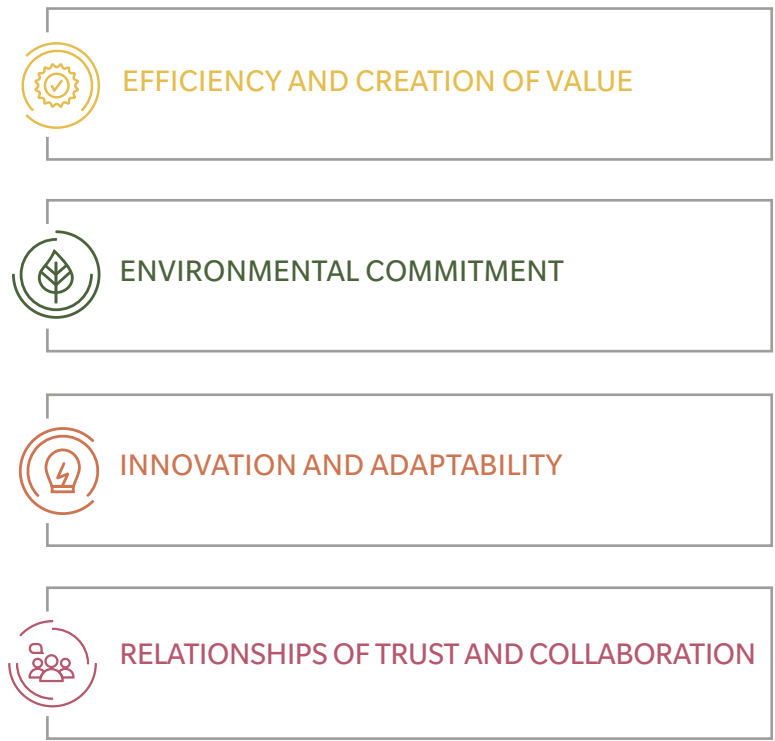 EFFICIENCY AND CREATION OF VALUE
ENVIRONMENTAL COMMITMENT
INNOVATION AND ADAPTABILITY
RELATIONSHIPS OF TRUST AND COLLABORATION